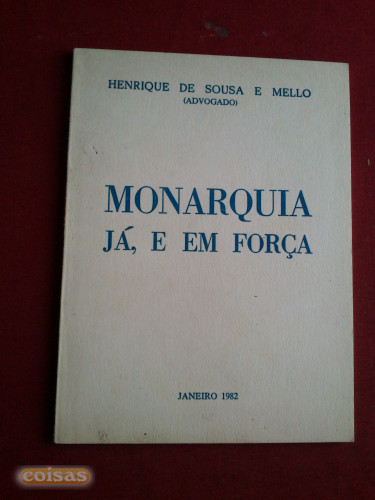 HENRIQUE DE SOUSA E MELLO
(ADVOGADO)
MONARQUIA
JÁ, E EM FORÇA
JANEIRO 1982
coisas